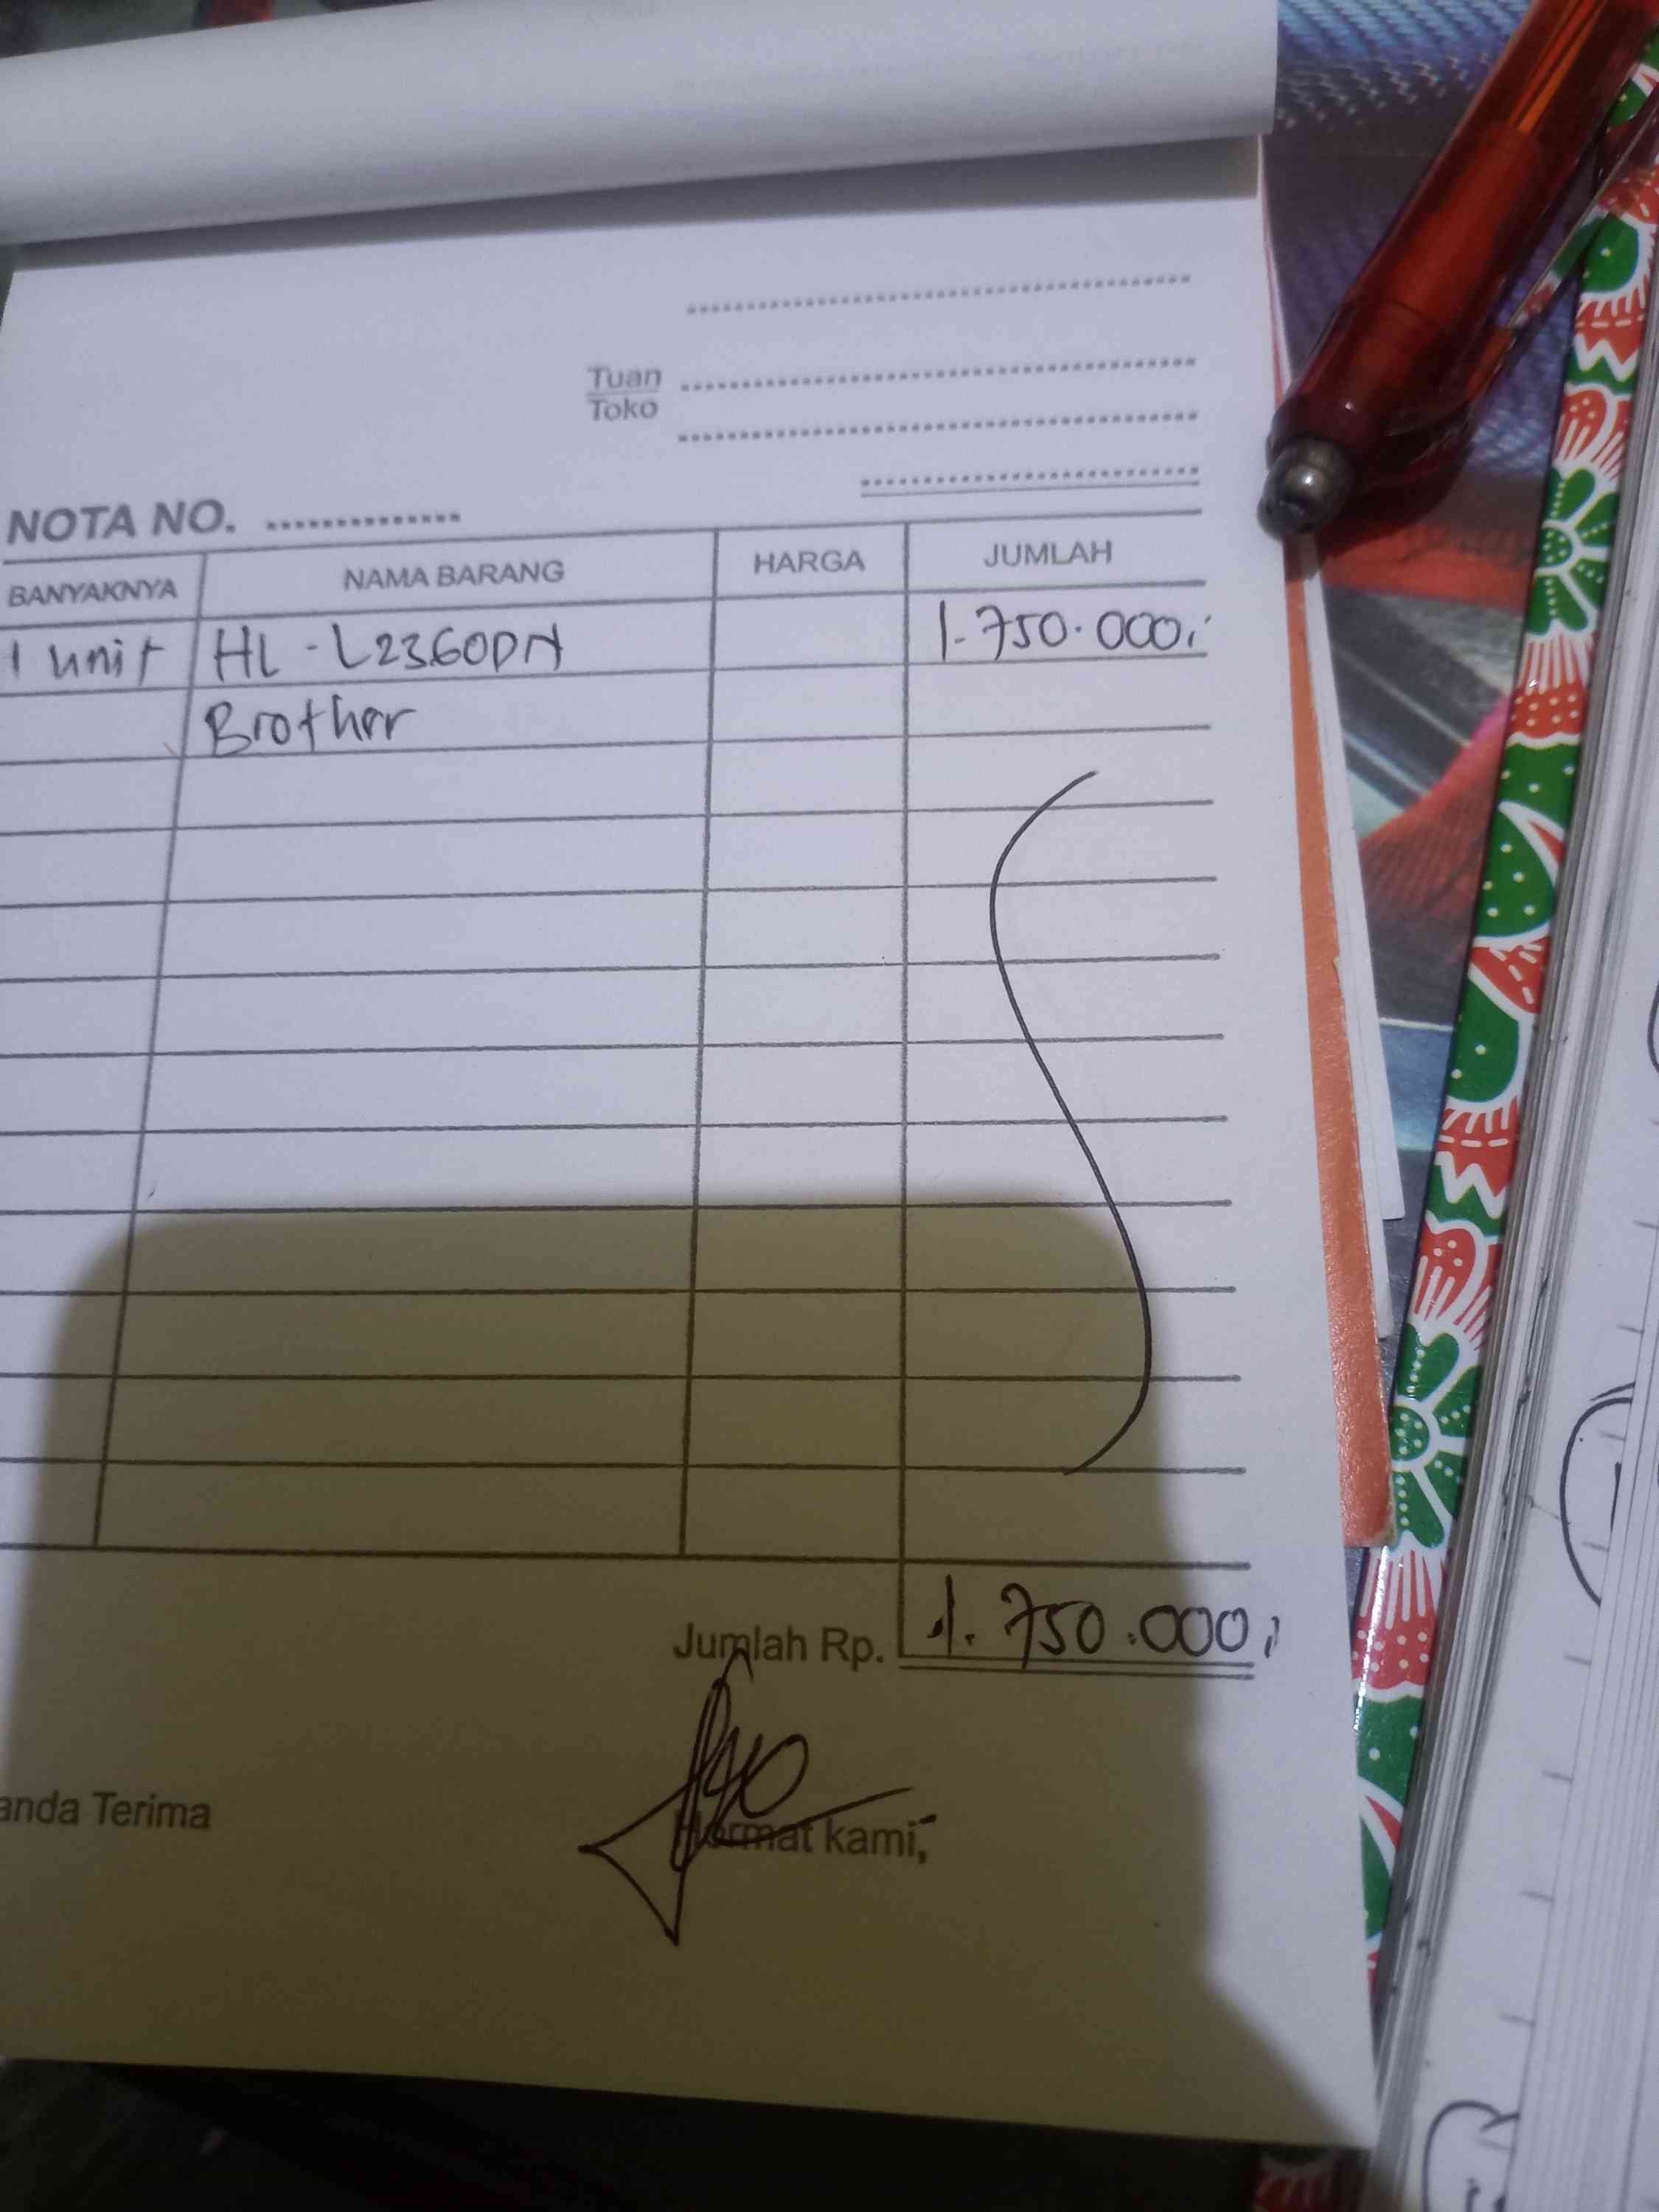 Tuan
Toko
NOTA NO.
BANYAKNYA NAMA BARANG HARGA JUMLAH
1 unit HL-L2360DN 1.750.000,-
Brother
Jumlah Rp. 1.750.000,-
anda Terima Hormat kami,